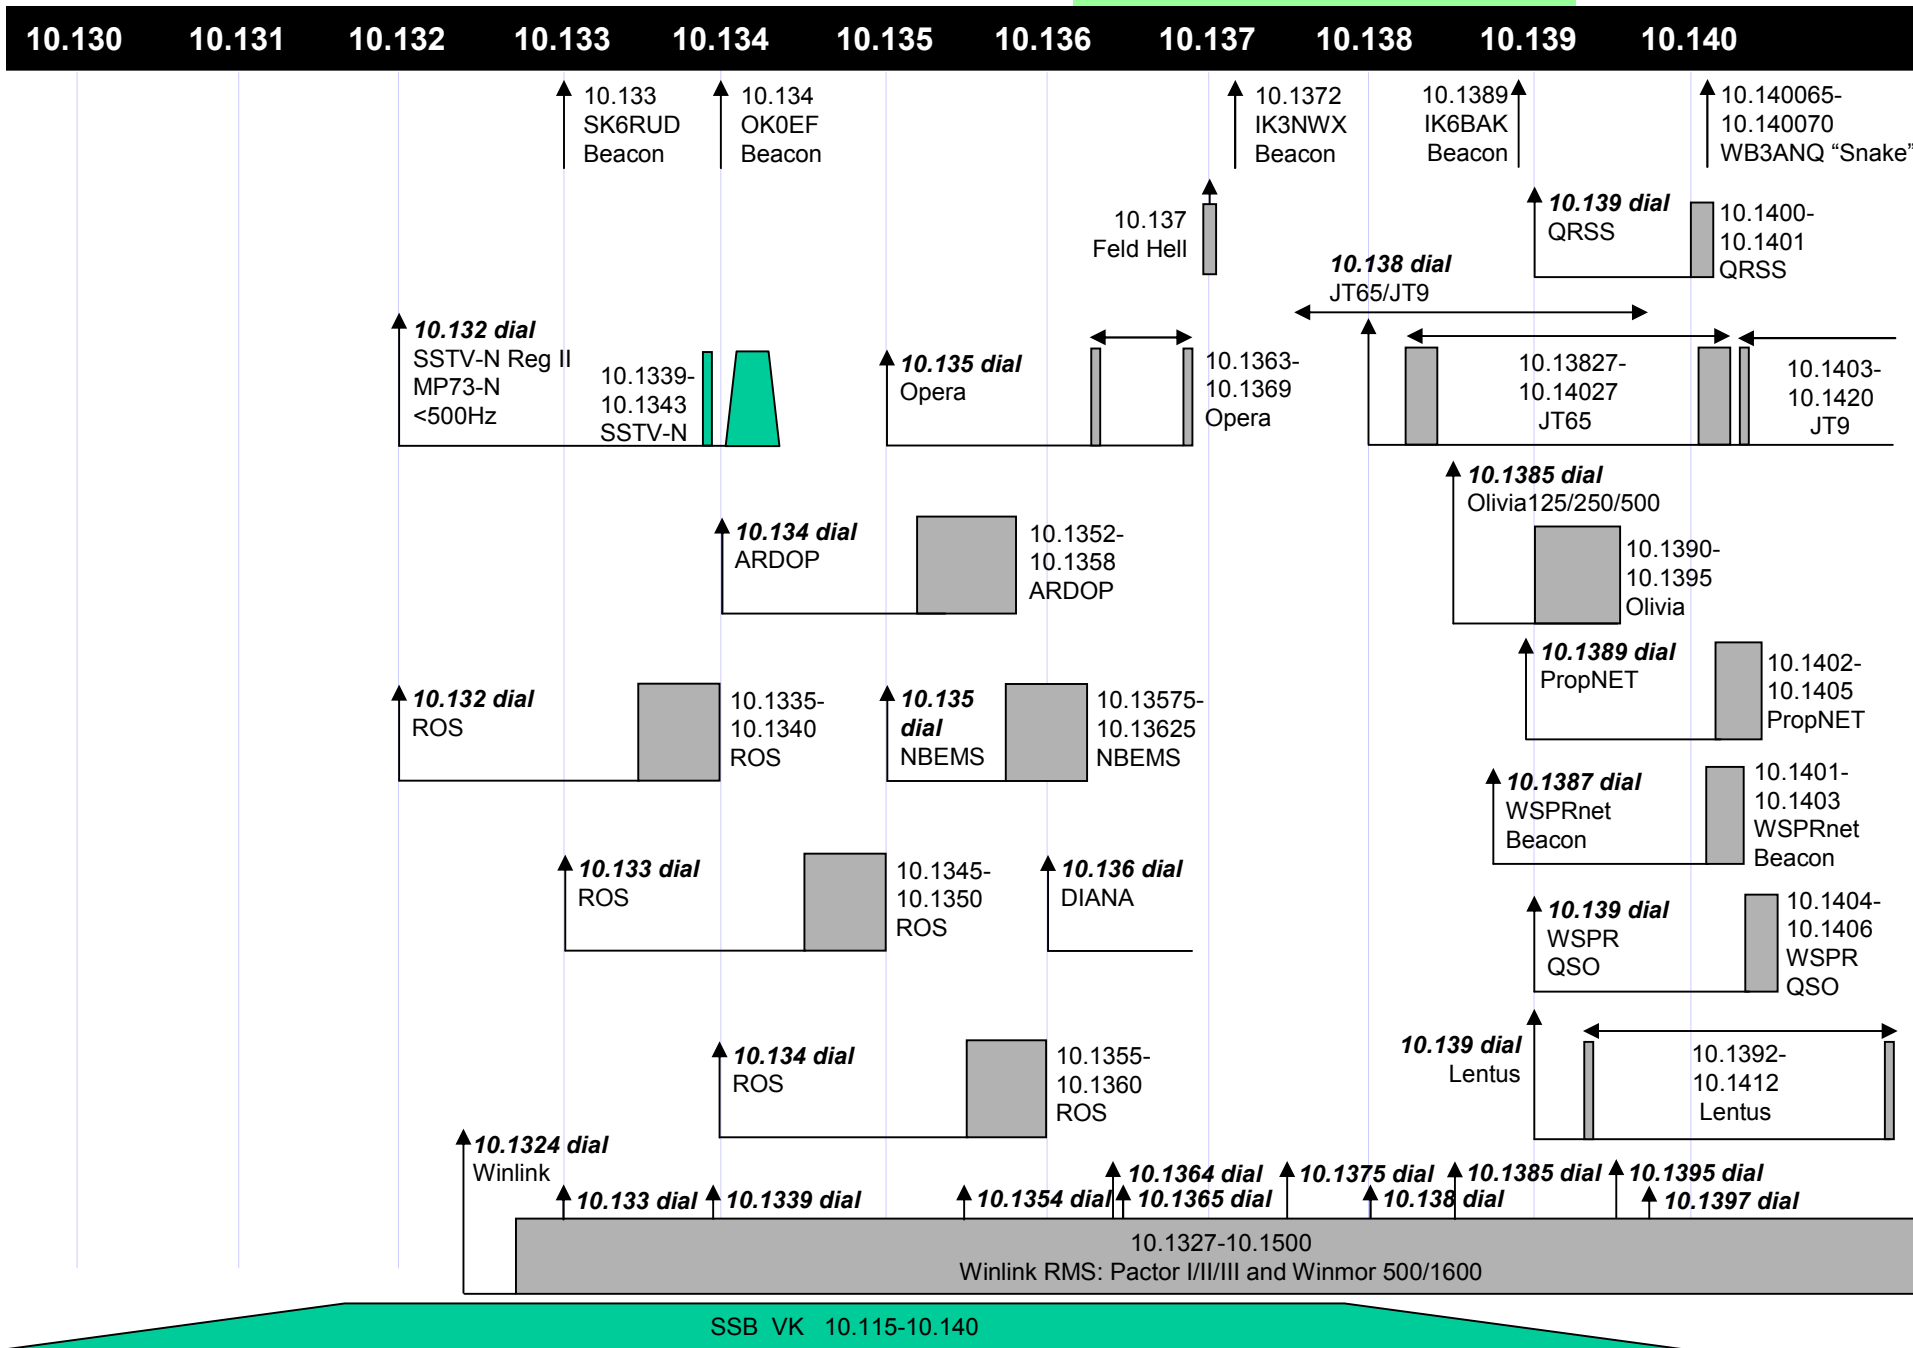 10.130 10.131 10.132 10.133 10.134 10.135 10.136 10.137 10.138 10.139 10.140
10.133
SK6RUD
Beacon
10.134
OK0EF
Beacon
10.1372
IK3NWX
Beacon
10.1389
IK6BAK
Beacon
10.140065-
10.140070
WB3ANQ “Snake”
10.137
Feld Hell
10.139 dial
QRSS
10.1400-
10.1401
QRSS
10.138 dial
JT65/JT9
10.132 dial
SSTV-N Reg II
MP73-N
<500Hz
10.1339-
10.1343
SSTV-N
10.135 dial
Opera
10.1363-
10.1369
Opera
10.13827-
10.14027
JT65
10.1403-
10.1420
JT9
10.1385 dial
Olivia125/250/500
10.1390-
10.1395
Olivia
10.134 dial
ARDOP
10.1352-
10.1358
ARDOP
10.1389 dial
PropNET
10.1402-
10.1405
PropNET
10.132 dial
ROS
10.1335-
10.1340
ROS
10.135
dial
NBEMS
10.13575-
10.13625
NBEMS
10.1387 dial
WSPRnet
Beacon
10.1401-
10.1403
WSPRnet
Beacon
10.133 dial
ROS
10.1345-
10.1350
ROS
10.136 dial
DIANA
10.139 dial
WSPR
QSO
10.1404-
10.1406
WSPR
QSO
10.134 dial
ROS
10.1355-
10.1360
ROS
10.139 dial
Lentus
10.1392-
10.1412
Lentus
10.1324 dial
Winlink
10.133 dial
10.1339 dial
10.1354 dial
10.1364 dial
10.1365 dial
10.1375 dial
10.138 dial
10.1385 dial
10.1395 dial
10.1397 dial
10.1327-10.1500
Winlink RMS: Pactor I/II/III and Winmor 500/1600
SSB VK 10.115-10.140